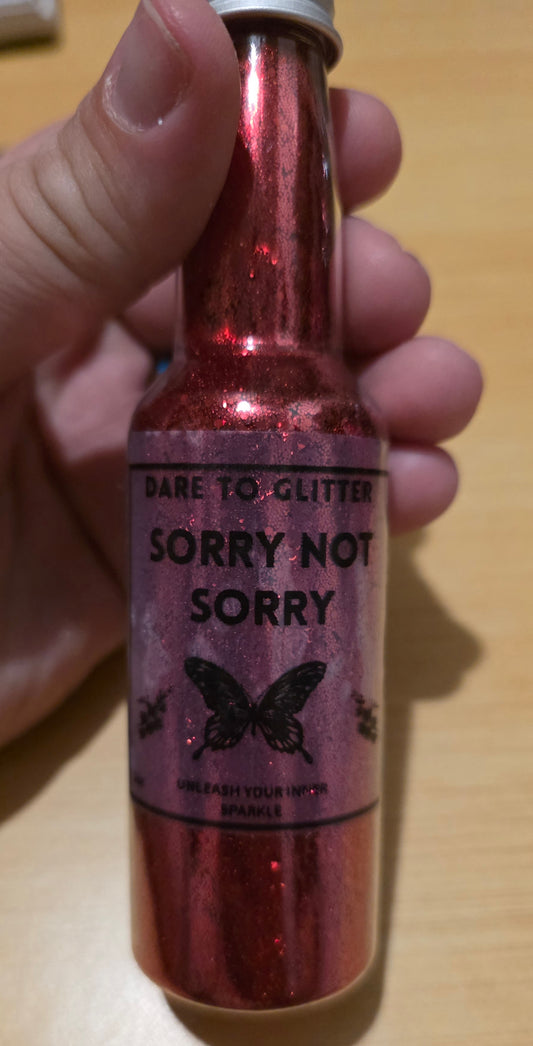 DARE TO GLITTER
SORRY NOT
SORRY
UNLEASH YOUR INNER
SPARKLE